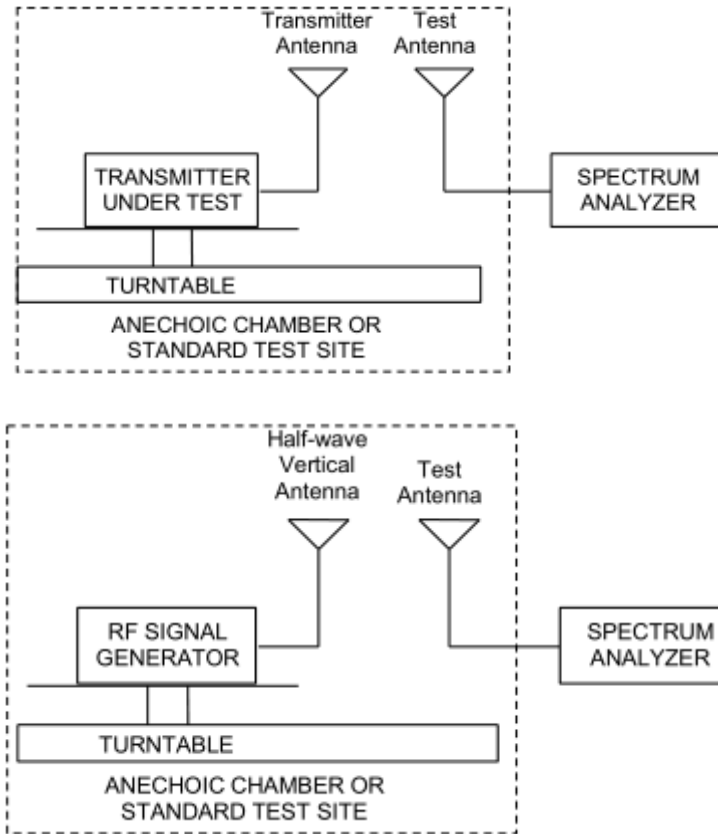 Transmitter
Antenna
Test
Antenna
TRANSMITTER
UNDER TEST
SPECTRUM
ANALYZER
TURNTABLE
ANECHOIC CHAMBER OR
STANDARD TEST SITE
Half-wave
Vertical
Antenna
Test
Antenna
RF SIGNAL
GENERATOR
SPECTRUM
ANALYZER
TURNTABLE
ANECHOIC CHAMBER OR
STANDARD TEST SITE